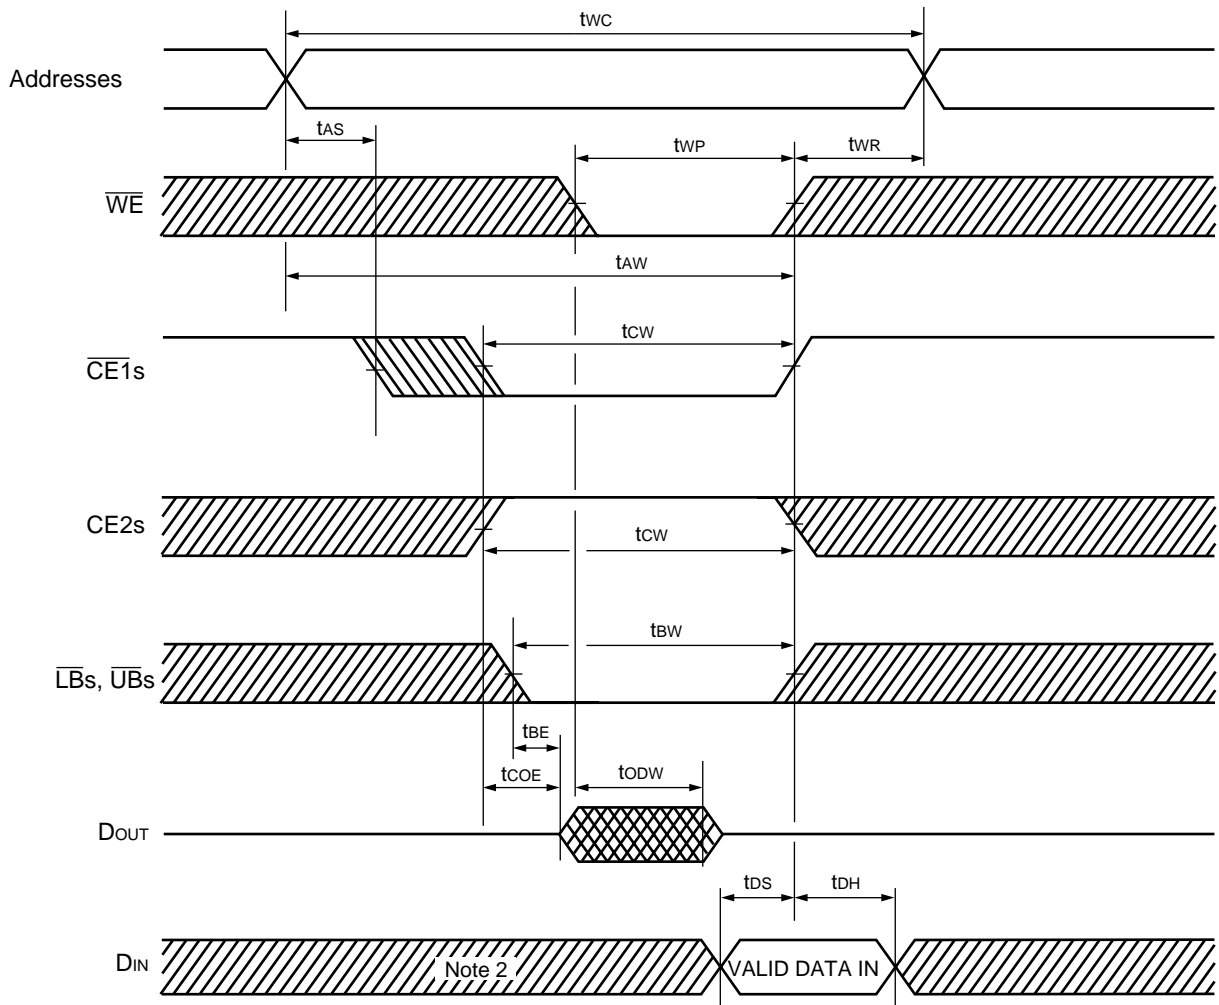 tWC
Addresses
tAS
tWP
tWR
WE
tAW
tCW
CE1s
CE2s
tCW
tBW
LBs, UBs
tBE
tCOE
tODW
DOUT
tDS
tDH
DIN
Note 2
VALID DATA IN